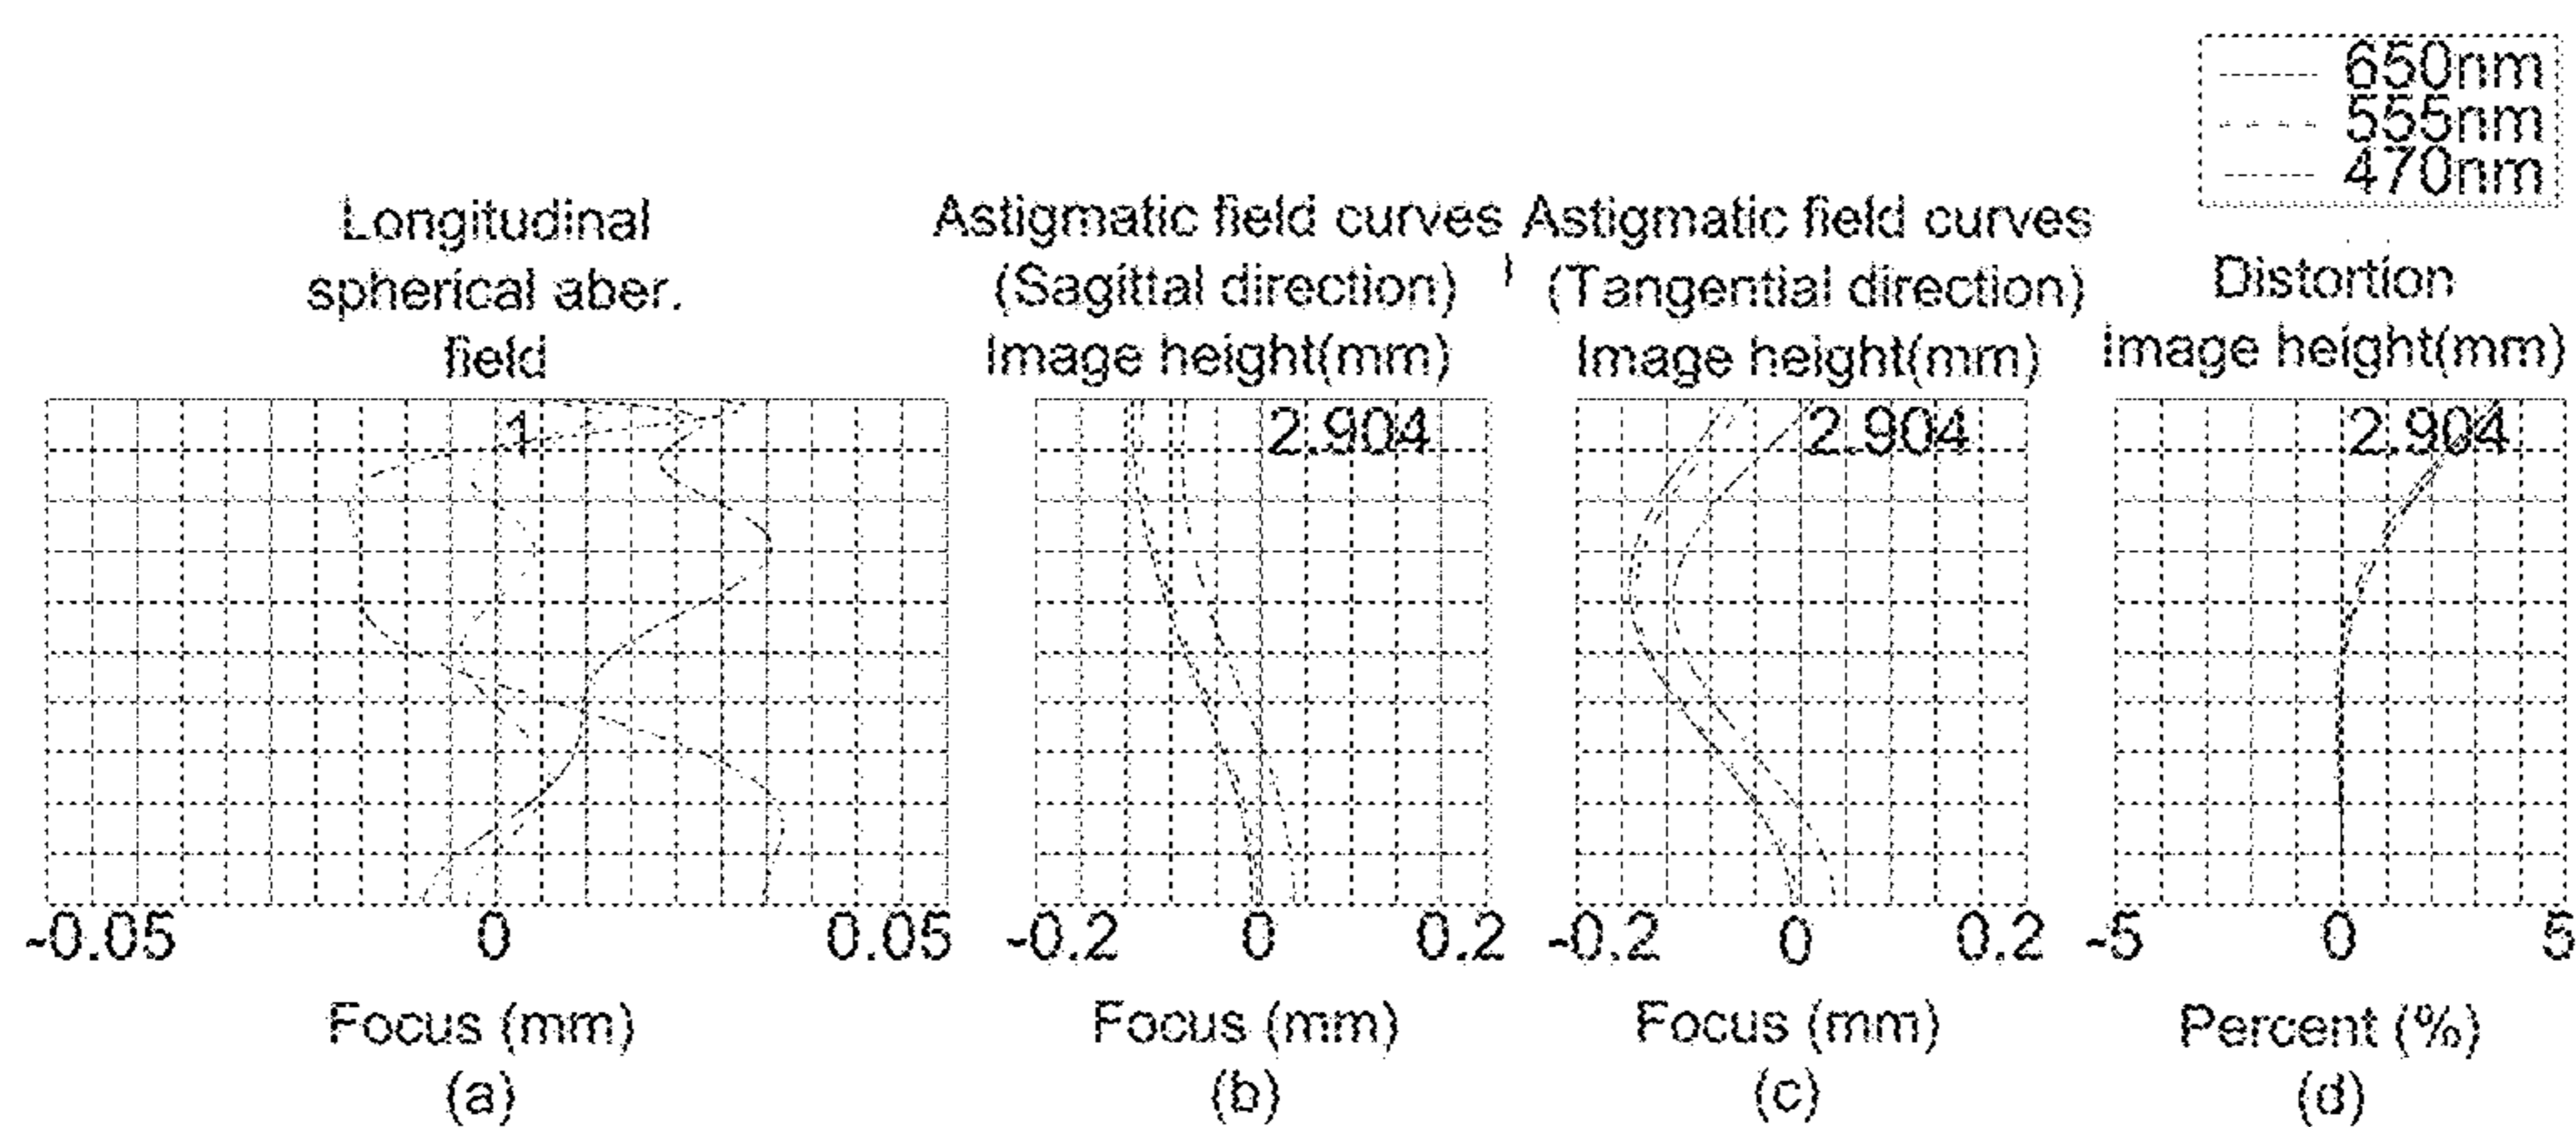 650nm
555nm
470nm
Longitudinal
spherical aber.
field
Astigmatic field curves
(Sagittal direction)
Image height(mm)
Astigmatic field curves
(Tangential direction)
Image height(mm)
Distortion
Image height(mm)
1
2.904
2.904
2.904
-0.05 0 0.05
-0.2 0 0.2
-0.2 0 0.2
-5 0 5
Focus (mm)
Focus (mm)
Focus (mm)
Percent (%)
(a)
(b)
(c)
(d)